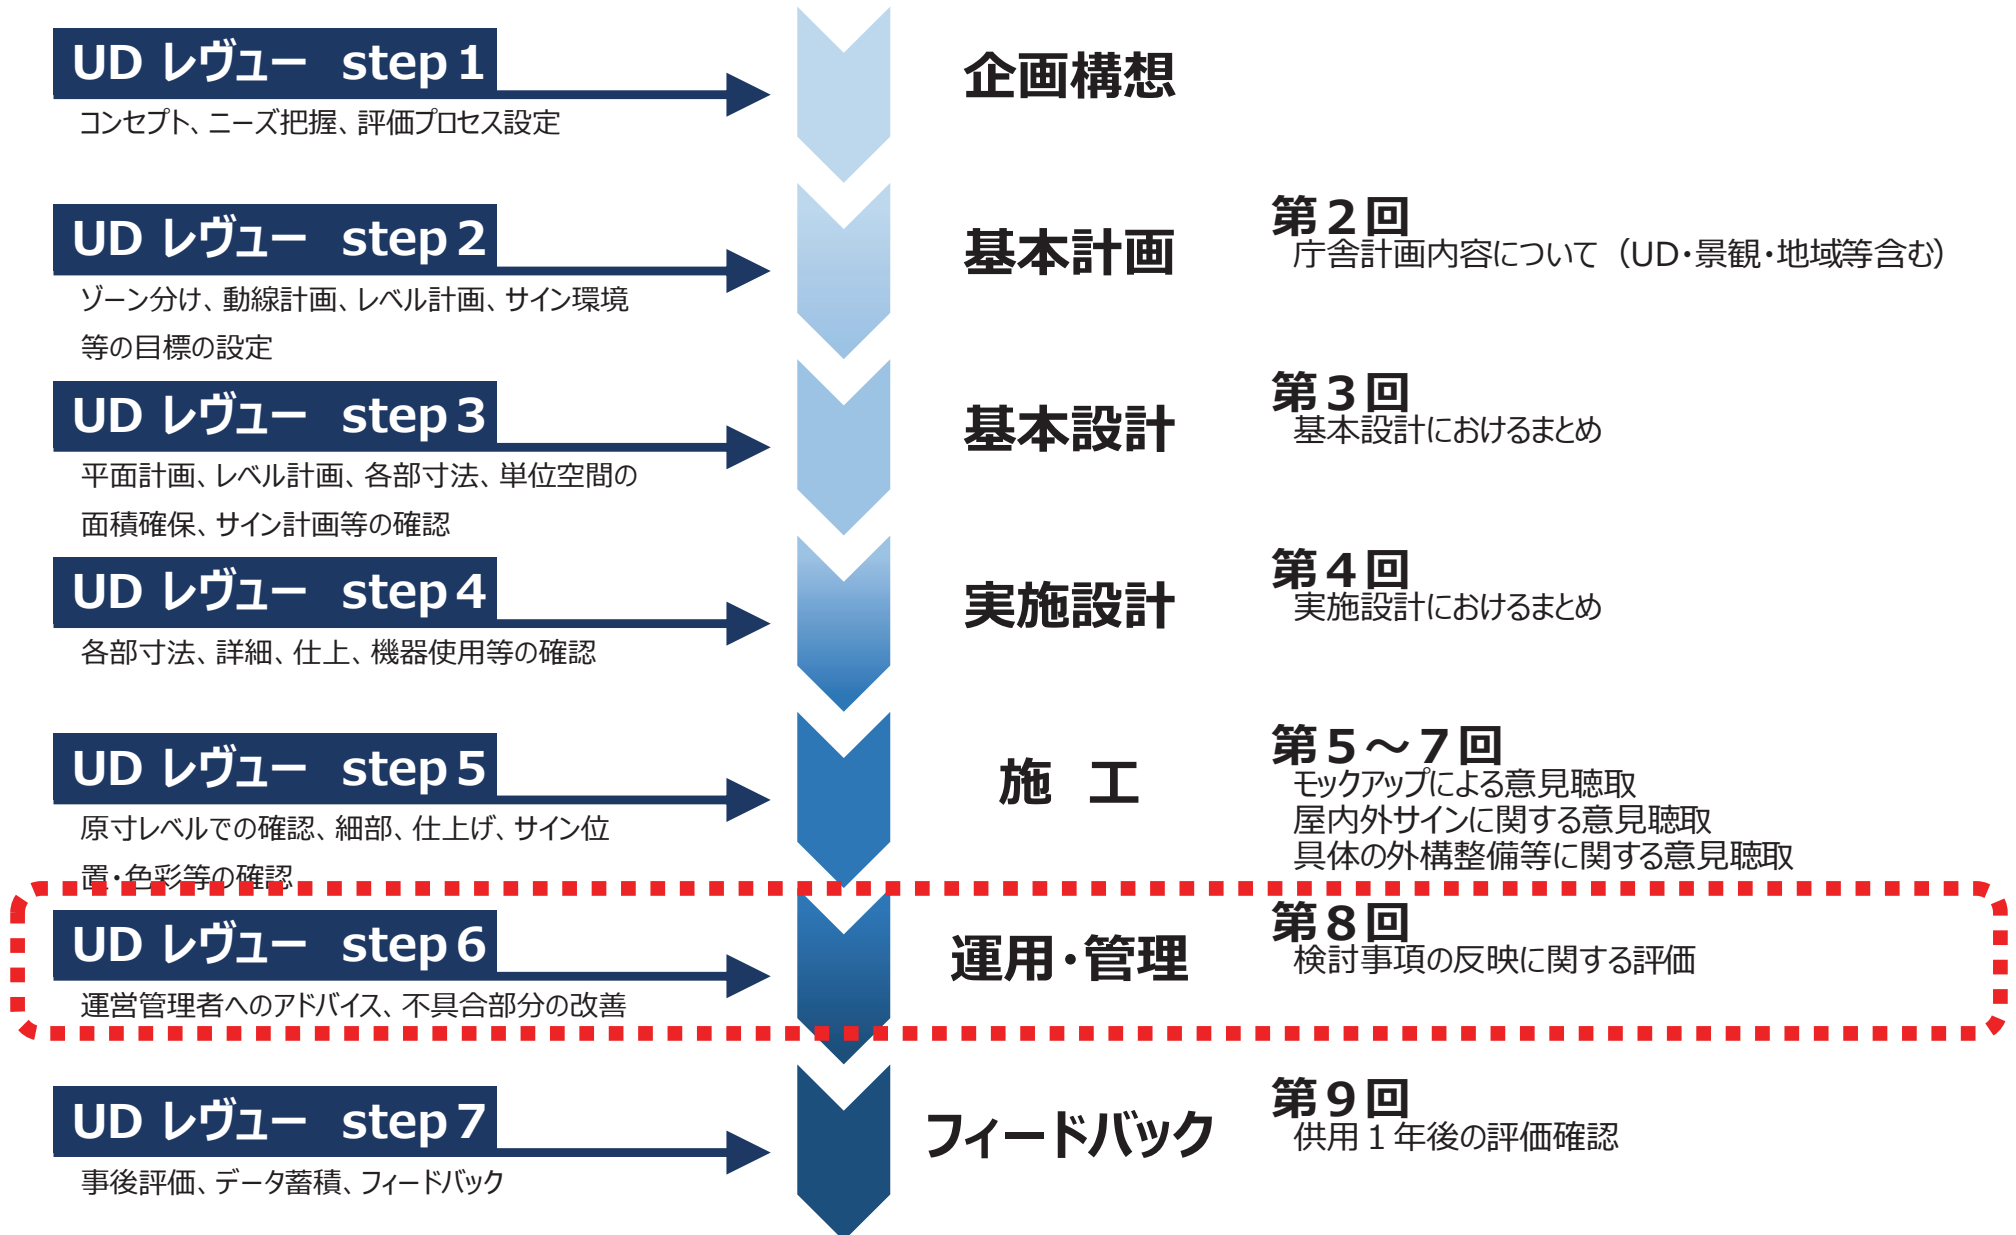 UD レヴュー step１
企画構想
コンセプト、ニーズ把握、評価プロセス設定
UD レヴュー step２
基本計画
第２回
庁舎計画内容について（UD・景観・地域等含む）
ゾーン分け、動線計画、レベル計画、サイン環境
等の目標の設定
UD レヴュー step３
基本設計
第３回
基本設計におけるまとめ
平面計画、レベル計画、各部寸法、単位空間の
面積確保、サイン計画等の確認
UD レヴュー step４
実施設計
第４回
実施設計におけるまとめ
各部寸法、詳細、仕上、機器使用等の確認
UD レヴュー step５
施 工
第５～７回
モックアップによる意見聴取
屋内外サインに関する意見聴取
具体の外構整備等に関する意見聴取
原寸レベルでの確認、細部、仕上げ、サイン位
置・色彩等の確認
UD レヴュー step６
運用・管理
第８回
検討事項の反映に関する評価
運営管理者へのアドバイス、不具合部分の改善
UD レヴュー step７
フィードバック
第９回
供用１年後の評価確認
事後評価、データ蓄積、フィードバック